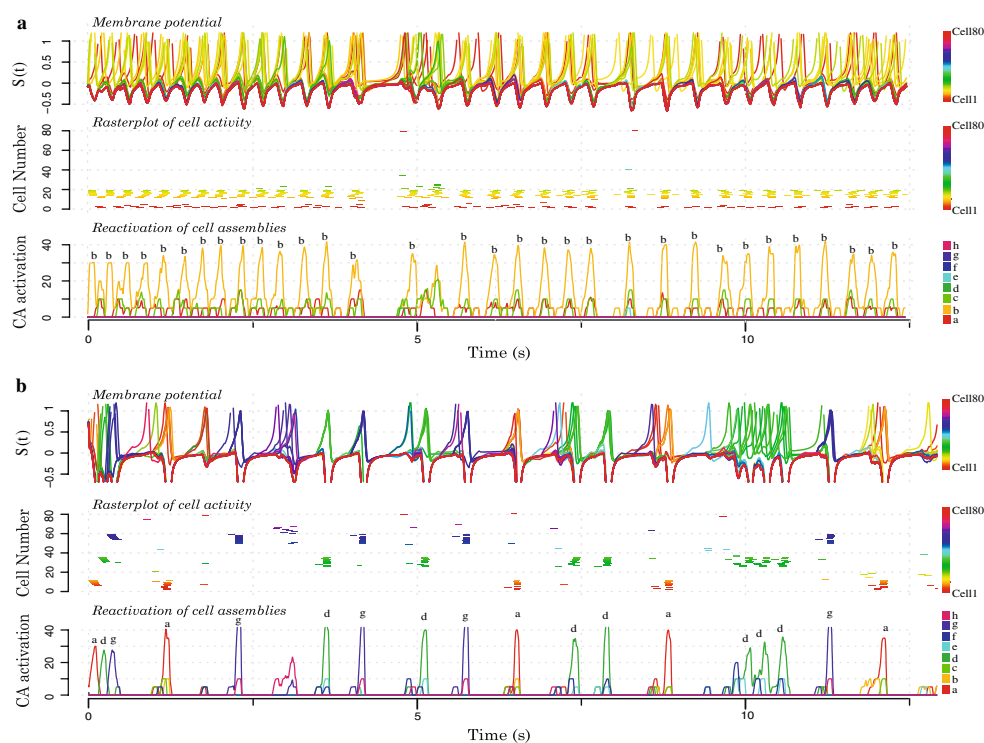 a
Membrane potential
S(t)
1
0.5
0
−0.5
Cell80
Cell1
Rasterplot of cell activity
Cell Number
80
60
40
20
0
Cell80
Cell1
Reactivation of cell assemblies
CA activation
40
20
0
b b b b b b b b b b b b b b b b b b b b b b b b b b b b
h
g
f
e
d
c
b
a
0 5 10
Time (s)
b
Membrane potential
S(t)
1
0.5
0
−0.5
Cell80
Cell1
Rasterplot of cell activity
Cell Number
80
60
40
20
0
Cell80
Cell1
Reactivation of cell assemblies
CA activation
40
20
0
a d g a g d g d g a d d a d d d g a
h
g
f
e
d
c
b
a
0 5 10
Time (s)